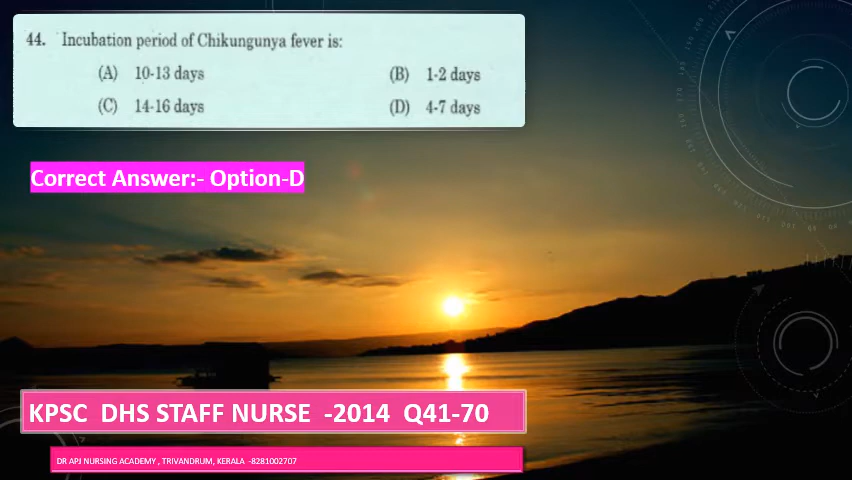 44. Incubation period of Chikungunya fever is:
(A) 10-13 days (B) 1-2 days
(C) 14-16 days (D) 4-7 days
Correct Answer:- Option-D
KPSC DHS STAFF NURSE -2014 Q41-70
DR APJ NURSING ACADEMY , TRIVANDRUM, KERALA -8281002707